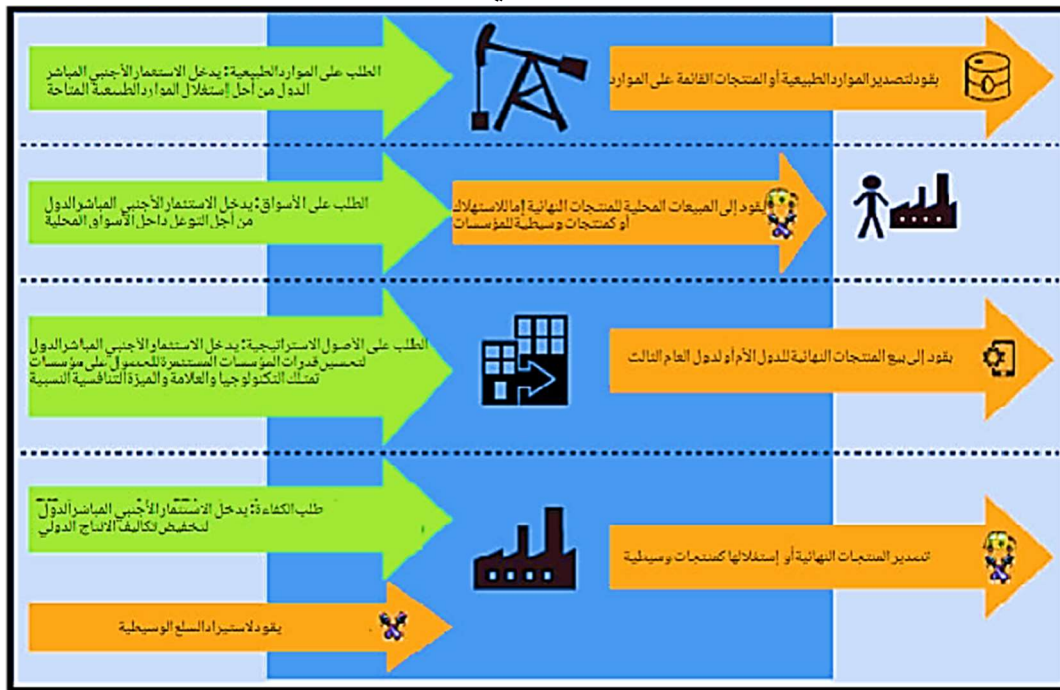 الطلب على الموارد الطبيعية: يدخل الاستثمار الأجنبي المباشر
الدول من أجل إستغلال الموارد الطبيعية المتاحة
يقود لتصدير الموارد الطبيعية أو المنتجات القائمة على الموارد
الطلب على الأسواق: يدخل الاستثمار الأجنبي المباشر الدول
من أجل التوغل داخل الأسواق المحلية
يقود إلى المبيعات المحلية للمنتجات النهائية إما للاستهلاك
أو كمنتجات وسيطية للمؤسسات
الطلب على الأصول الاستراتيجية: يدخل الاستثمار الأجنبي المباشر الدول
لتحسين قدرات المؤسسات المستثمرة للحصول على مؤسسات
تمتلك التكنولوجيا والعلامة والميزة التنافسية النسبية
يقود إلى بيع المنتجات النهائية للدول الأم أو لدول العام الثالث
طلب الكفاءة: يدخل الاستثمار الأجنبي المباشر الدول
لتخفيض تكاليف الانتاج الدولي
تصدير المنتجات النهائية أو إستغلالها كمنتجات وسيطية
يقود لاستيراد السلع الوسيطية